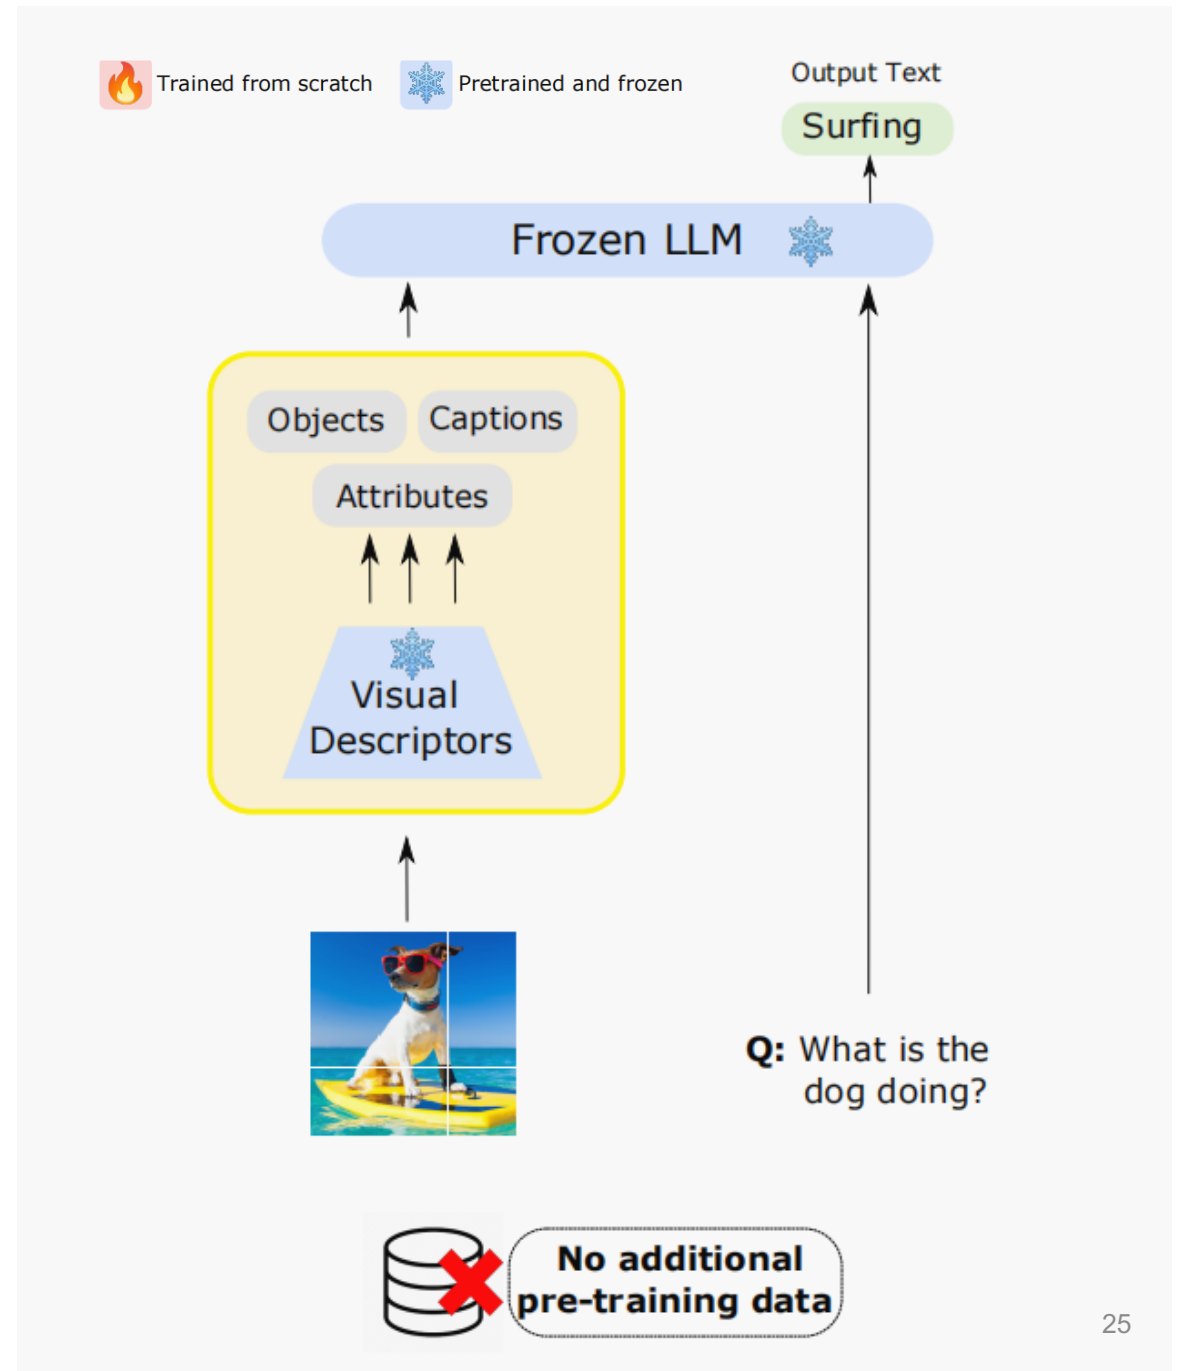 Trained from scratch
Pretrained and frozen
Output Text
Surfing
Frozen LLM
Objects
Captions
Attributes
Visual
Descriptors
Q: What is the
dog doing?
No additional
pre-training data
25